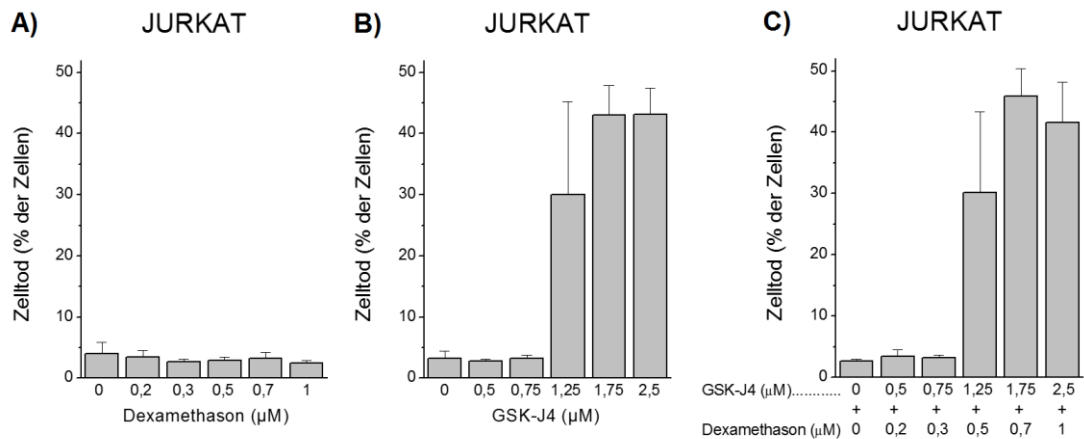 A) JURKAT
Zelltod (% der Zellen)
50
40
30
20
10
0
0 0,2 0,3 0,5 0,7 1
Dexamethason (µM)
B) JURKAT
Zelltod (% der Zellen)
50
40
30
20
10
0
0 0,5 0,75 1,25 1,75 2,5
GSK-J4 (µM)
C) JURKAT
Zelltod (% der Zellen)
50
40
30
20
10
0
GSK-J4 (µM)............ 0 0,5 0,75 1,25 1,75 2,5
+ + + + + +
Dexamethason (µM) 0 0,2 0,3 0,5 0,7 1